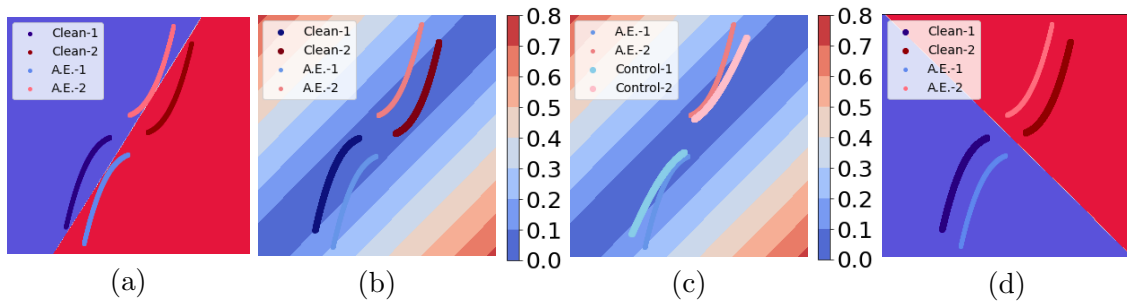 Clean-1
Clean-2
A.E.-1
A.E.-2
(a)
Clean-1
Clean-2
A.E.-1
A.E.-2
0.8
0.7
0.6
0.5
0.4
0.3
0.2
0.1
0.0
(b)
A.E.-1
A.E.-2
Control-1
Control-2
0.8
0.7
0.6
0.5
0.4
0.3
0.2
0.1
0.0
(c)
Clean-1
Clean-2
A.E.-1
A.E.-2
(d)